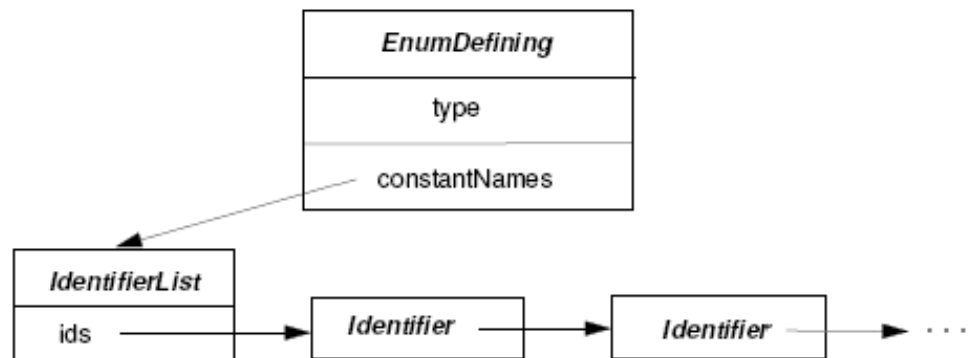 EnumDefining
type
constantNames
IdentifierList
ids
Identifier
Identifier
...